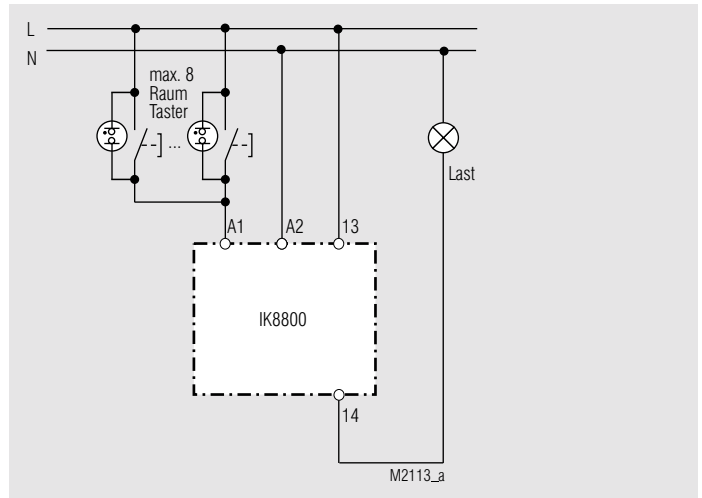 L
N
max. 8
Raum
Taster
...
Last
A1
A2
13
IK8800
14
M2113_a